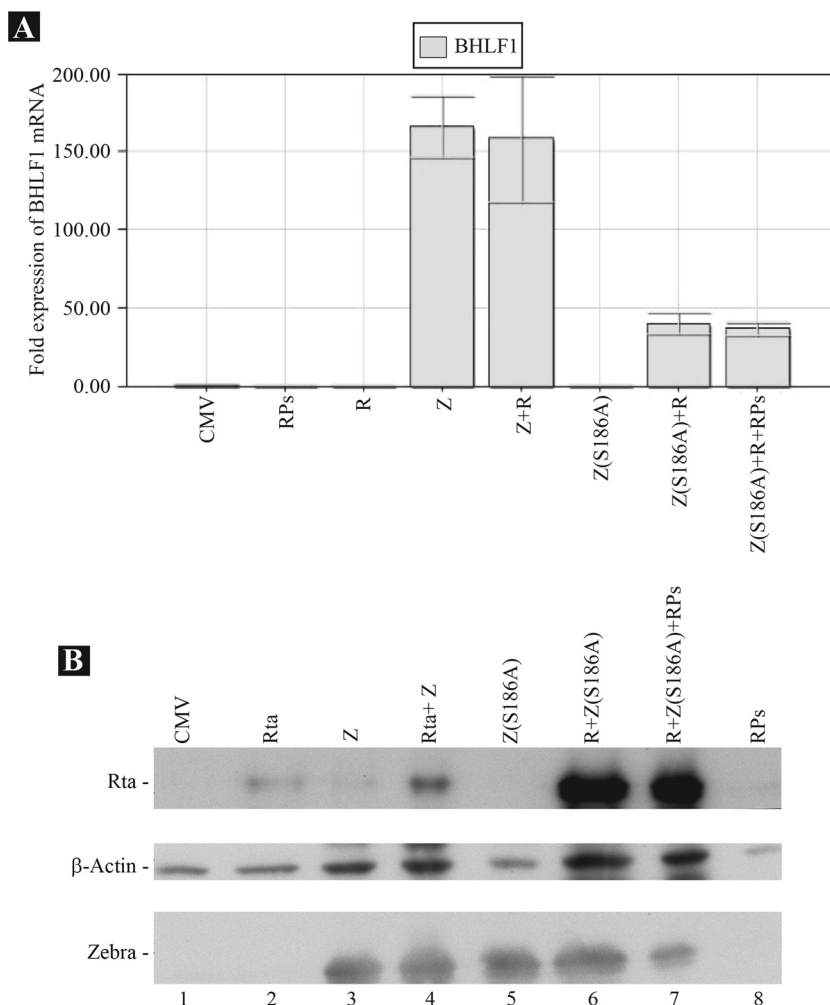 A
BHLF1
Fold expression of BHLF1 mRNA
200.00
150.00
100.00
50.00
0.00
CMV
RPs
R
Z
Z+R
Z(S186A)
Z(S186A)+R
Z(S186A)+R+RPs
B
CMV
Rta
Z
Rta+ Z
Z(S186A)
R+Z(S186A)
R+Z(S186A)+RPs
RPs
Rta -
β-Actin -
Zebra -
1 2 3 4 5 6 7 8